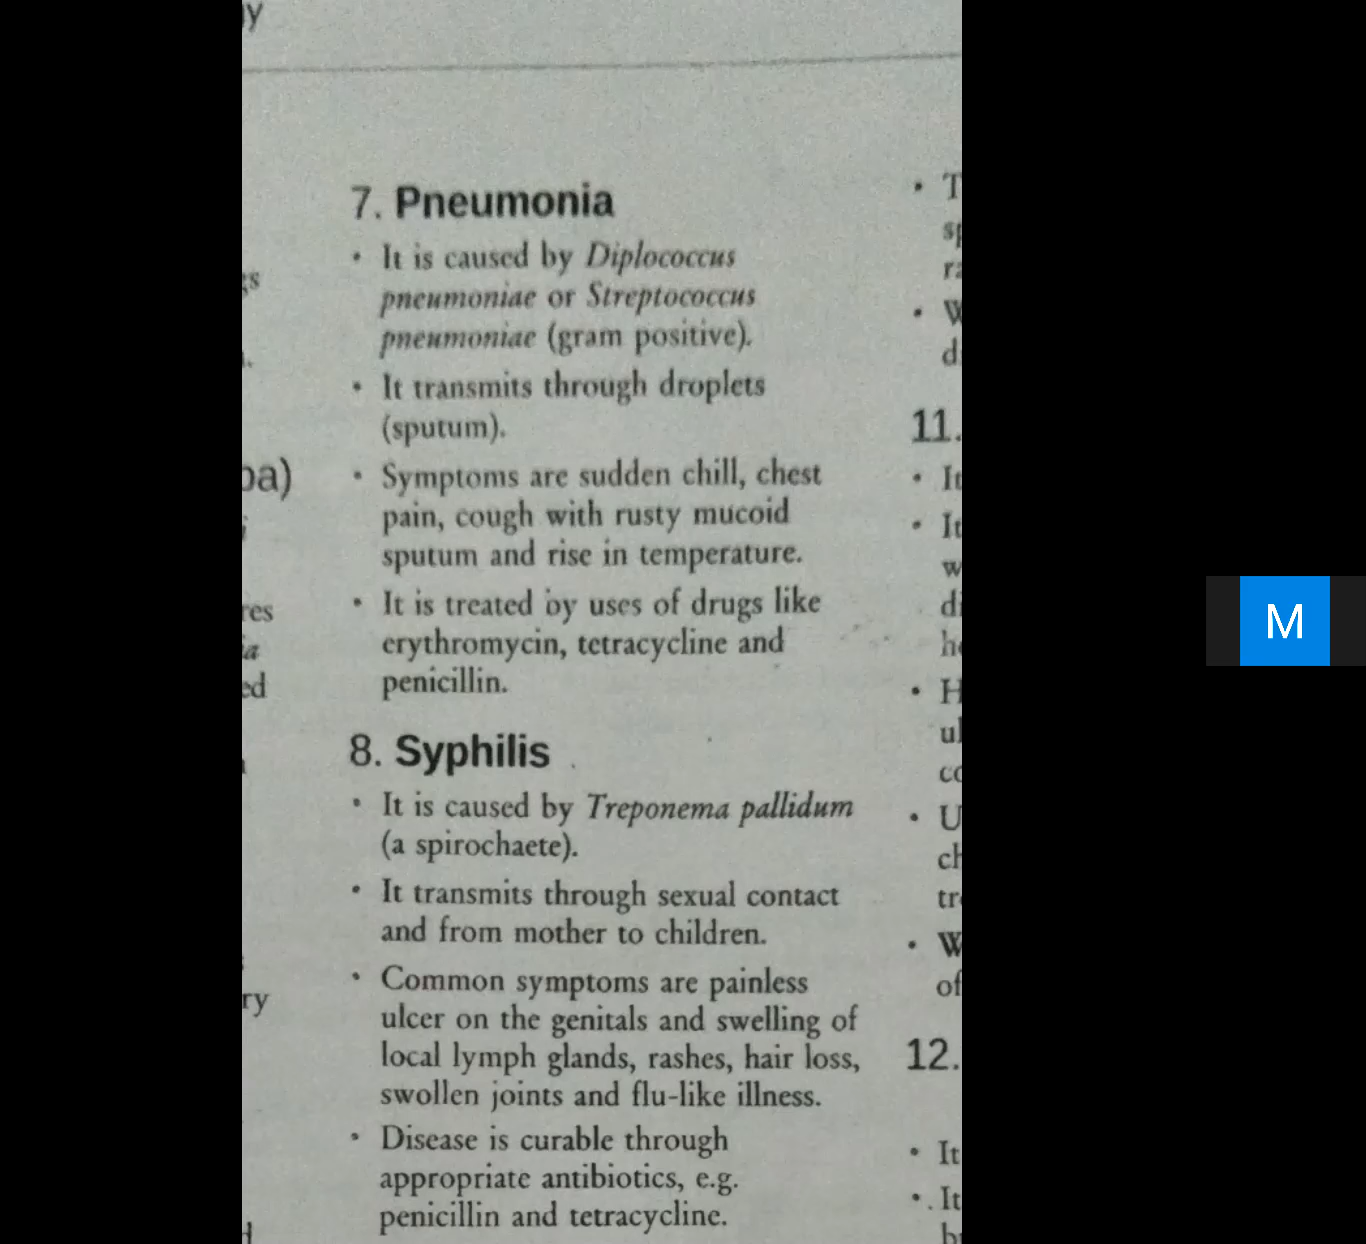 7. Pneumonia
• It is caused by Diplococcus
pneumoniae or Streptococcus
pneumoniae (gram positive).
• It transmits through droplets
(sputum).
• Symptoms are sudden chill, chest
pain, cough with rusty mucoid
sputum and rise in temperature.
• It is treated by uses of drugs like
erythromycin, tetracycline and
penicillin.
8. Syphilis
• It is caused by Treponema pallidum
(a spirochaete).
• It transmits through sexual contact
and from mother to children.
• Common symptoms are painless
ulcer on the genitals and swelling of
local lymph glands, rashes, hair loss,
swollen joints and flu-like illness.
• Disease is curable through
appropriate antibiotics, e.g.
penicillin and tetracycline.
11.
• It
• It
12.
• It
• It
M